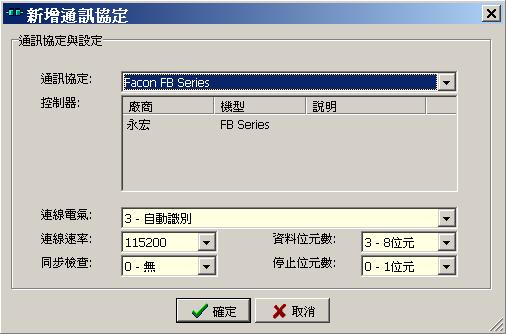 新增通訊協定
通訊協定與設定
通訊協定: Facon FB Series
控制器:
廠商 機型 說明
永宏 FB Series
連線電氣: 3 - 自動識別
連線速率: 115200 資料位元數: 3 - 8位元
同步檢查: 0 - 無 停止位元數: 0 - 1位元
確定 取消